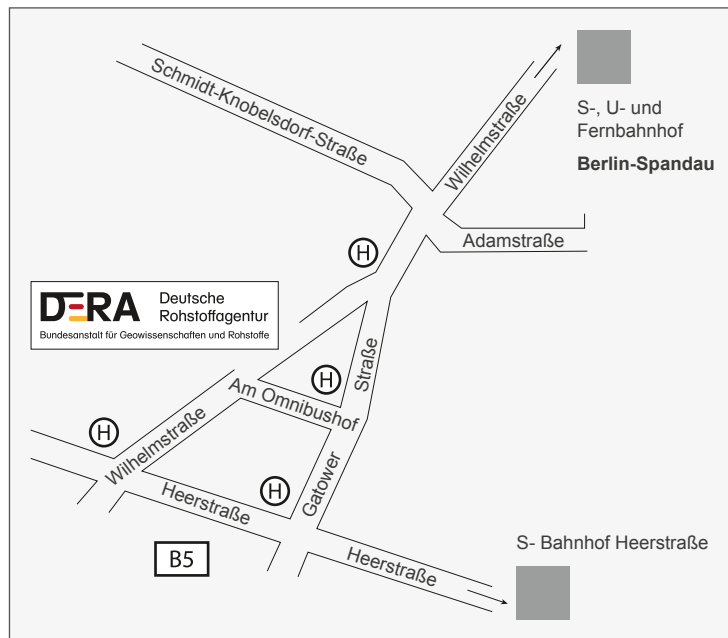 Schmidt-Knobelsdorf-Straße
Wilhelmstraße
S-, U- und
Fernbahnhof
Berlin-Spandau
Adamstraße
H
DERA Deutsche
Rohstoffagentur
Bundesanstalt für Geowissenschaften und Rohstoffe
Straße
H
Am Omnibushof
H
Wilhelmstraße
Heerstraße
H
Gatower
B5
Heerstraße
S- Bahnhof Heerstraße